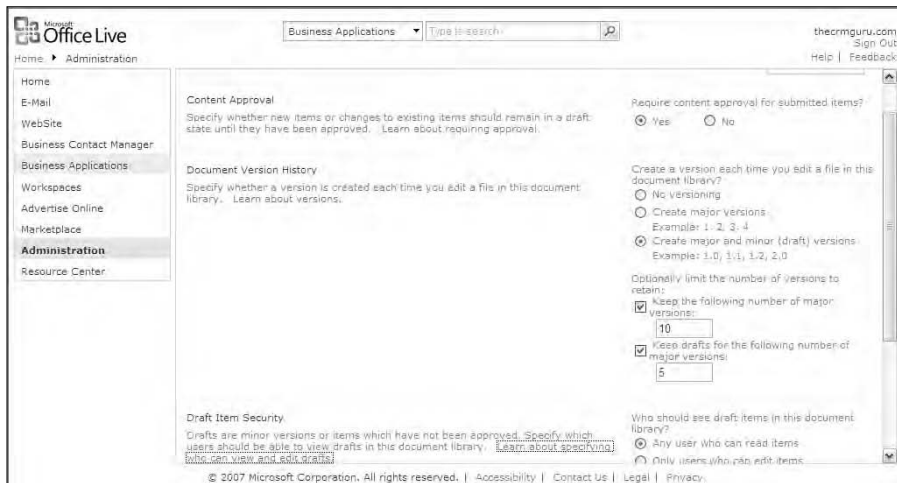 Microsoft
Office Live
Business Applications
Type to search
thecrmguru.com
Sign Out
Home Administration
Help | Feedback
Home
E-Mail
WebSite
Business Contact Manager
Business Applications
Workspaces
Advertise Online
Marketplace
Administration
Resource Center
Content Approval
Specify whether new items or changes to existing items should remain in a draft
state until they have been approved. Learn about requiring approval.
Require content approval for submitted items?
Yes No
Document Version History
Specify whether a version is created each time you edit a file in this document
library. Learn about versions.
Create a version each time you edit a file in this
document library?
No versioning
Create major versions
Example: 1, 2, 3, 4
Create major and minor (draft) versions
Example: 1.0, 1.1, 1.2, 2.0
Optionally limit the number of versions to
retain:
Keep the following number of major
versions:
10
Keep drafts for the following number of
major versions:
5
Draft Item Security
Drafts are minor versions or items which have not been approved. Specify which
users should be able to view drafts in this document library. Learn about specifying
who can view and edit drafts.
Who should see draft items in this document
library?
Any user who can read items
Only users who can edit items
© 2007 Microsoft Corporation. All rights reserved. | Accessibility | Contact Us | Legal | Privacy